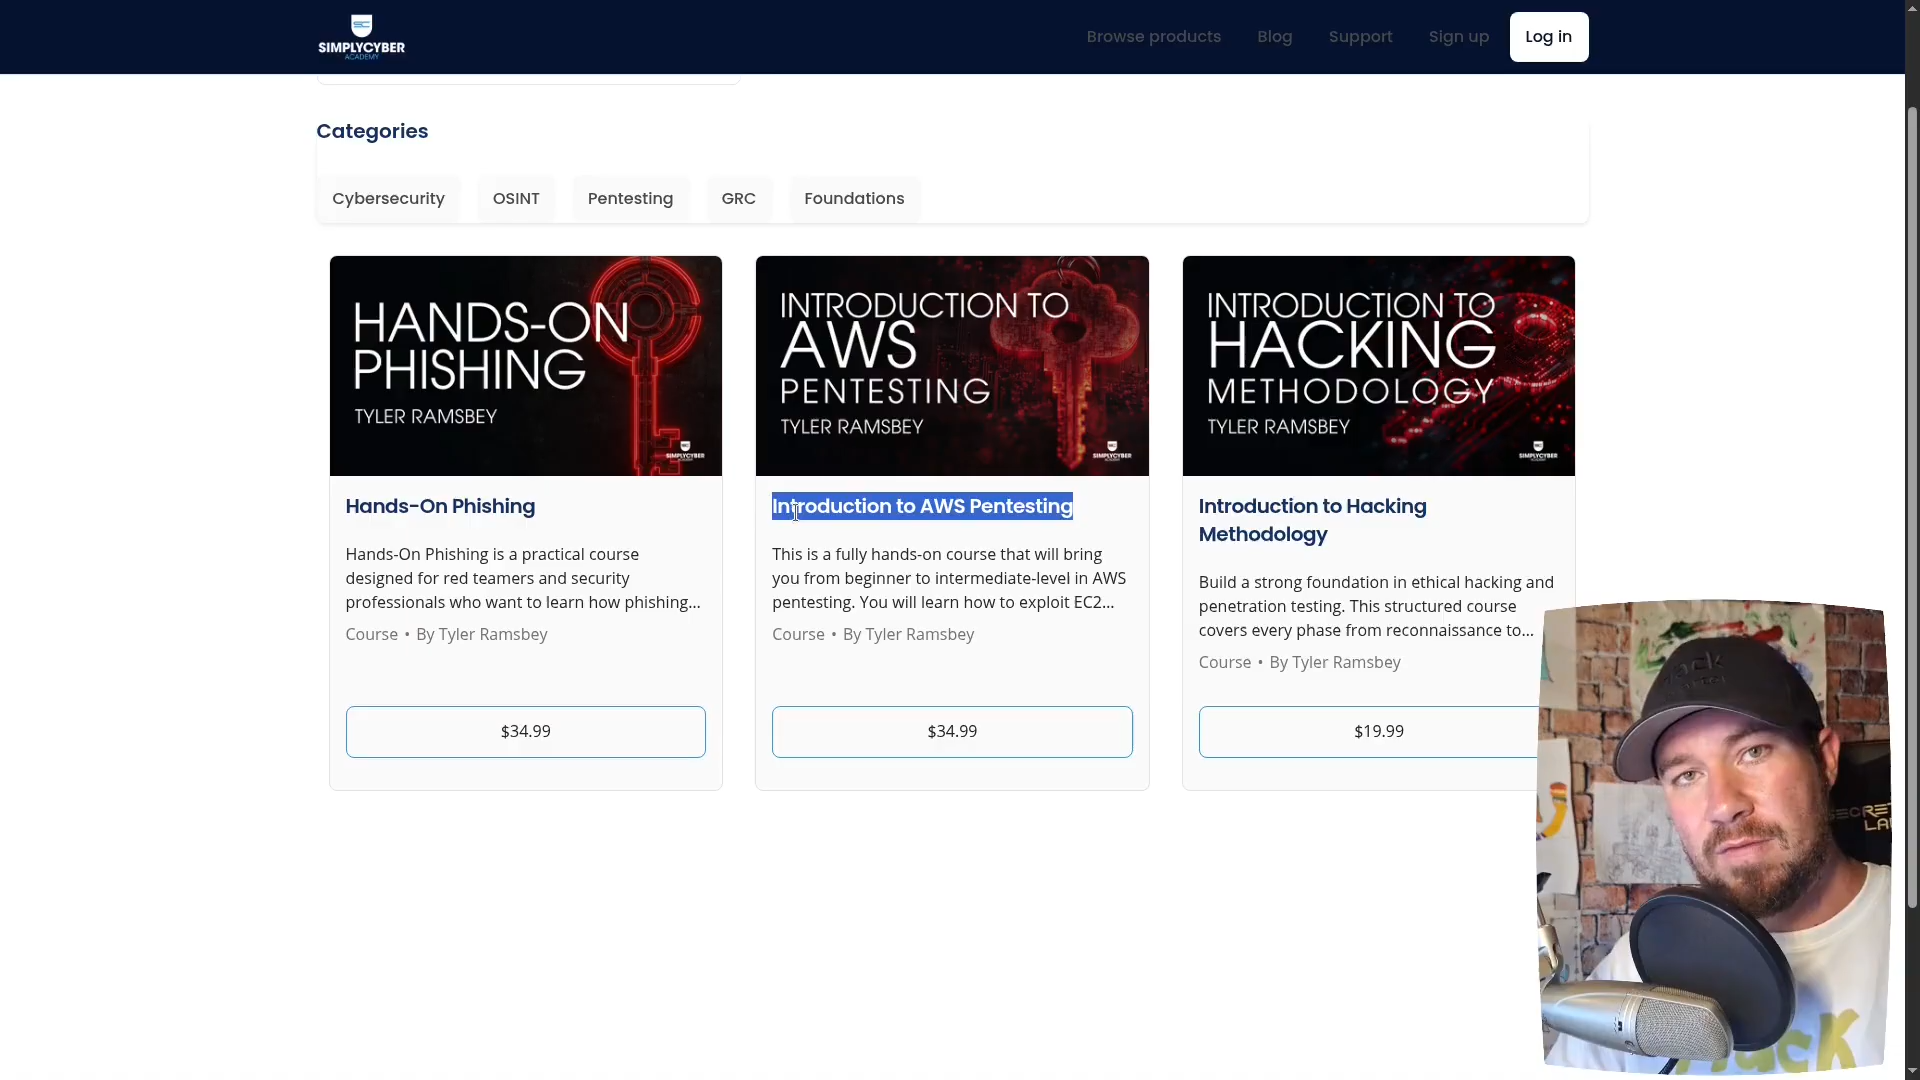 SIMPLYCYBER
ACADEMY
Browse products
Blog
Support
Sign up
Log in
Categories
Cybersecurity
OSINT
Pentesting
GRC
Foundations
HANDS-ON
PHISHING
TYLER RAMSBEY
SIMPLYCYBER
Hands-On Phishing
Hands-On Phishing is a practical course
designed for red teamers and security
professionals who want to learn how phishing...
Course • By Tyler Ramsbey
$34.99
INTRODUCTION TO
AWS
PENTESTING
TYLER RAMSBEY
SIMPLYCYBER
Introduction to AWS Pentesting
This is a fully hands-on course that will bring
you from beginner to intermediate-level in AWS
pentesting. You will learn how to exploit EC2...
Course • By Tyler Ramsbey
$34.99
INTRODUCTION TO
HACKING
METHODOLOGY
TYLER RAMSBEY
SIMPLYCYBER
Introduction to Hacking
Methodology
Build a strong foundation in ethical hacking and
penetration testing. This structured course
covers every phase from reconnaissance to...
Course • By Tyler Ramsbey
$19.99